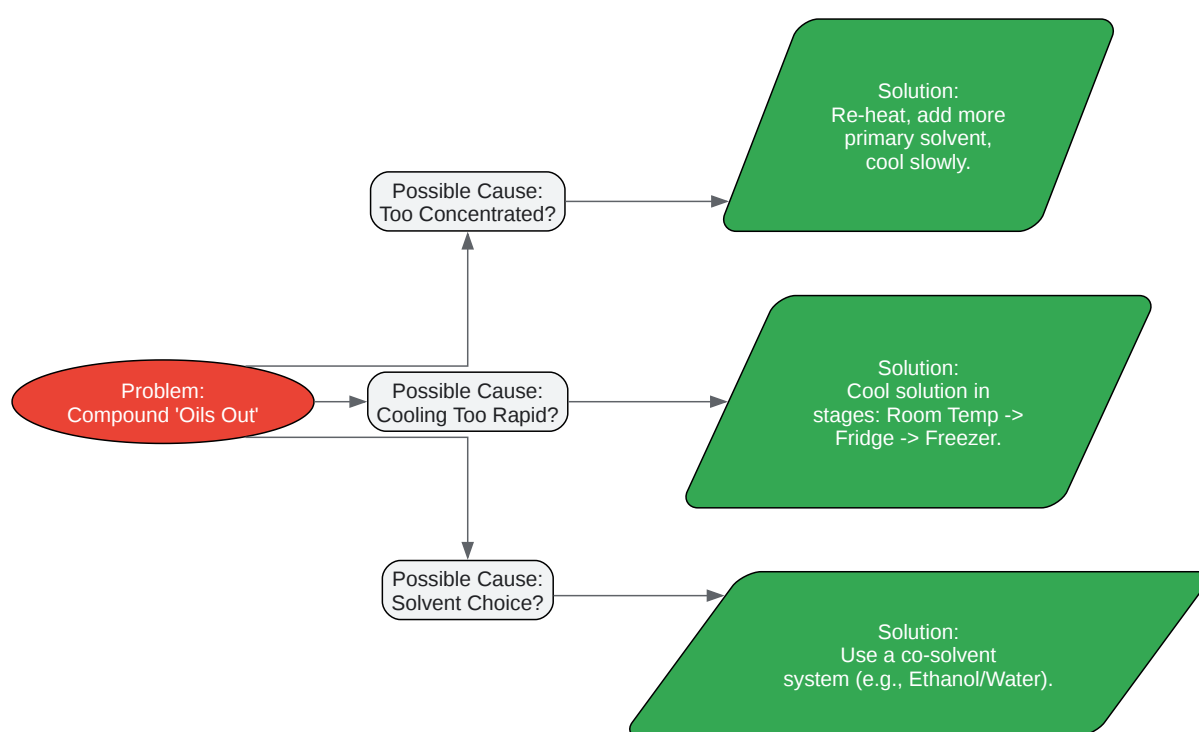 Problem:
Compound 'Oils Out'
Possible Cause:
Too Concentrated?
Solution:
Re-heat, add more
primary solvent,
cool slowly.
Possible Cause:
Cooling Too Rapid?
Solution:
Cool solution in
stages: Room Temp ->
Fridge -> Freezer.
Possible Cause:
Solvent Choice?
Solution:
Use a co-solvent
system (e.g., Ethanol/Water).